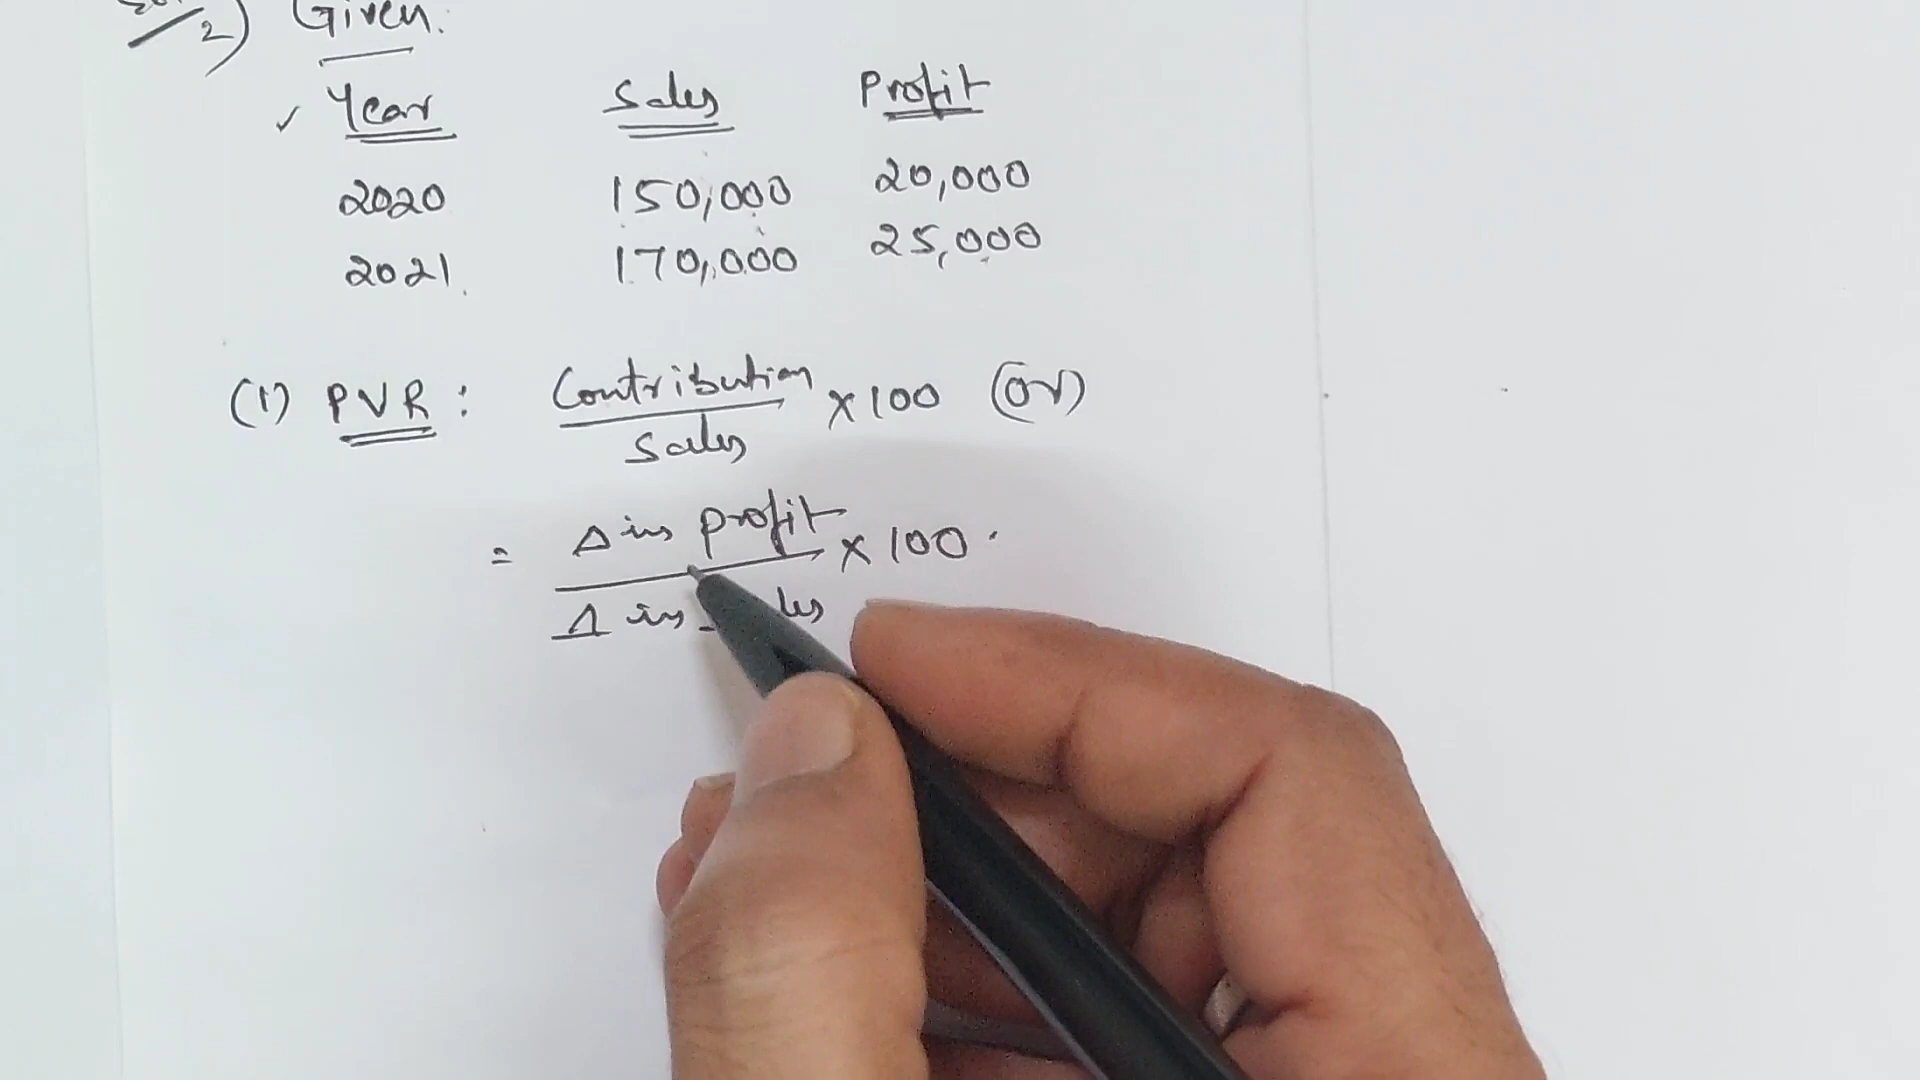 2) Given:
✓ Year Sales Profit
2020 150,000 20,000
2021. 170,000 25,000
(1) PVR: Contribution/Sales × 100 (or)
= Δ in profit × 100.
Δ in